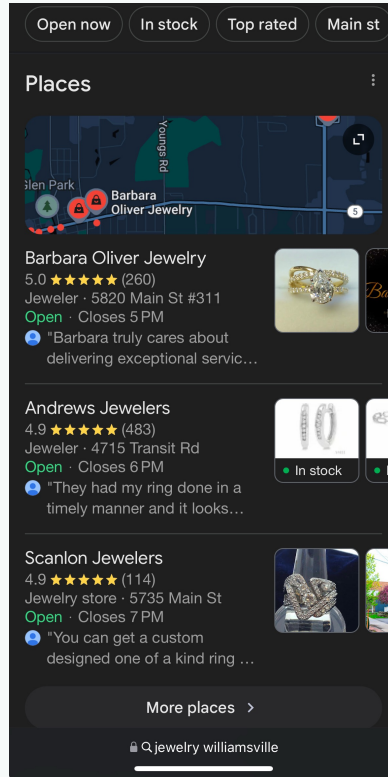 Open now
In stock
Top rated
Main st
Places
Youngs Rd
Glen Park
Barbara
Oliver Jewelry
5
Barbara Oliver Jewelry
5.0 ★★★★★ (260)
Jeweler · 5820 Main St #311
Open · Closes 5 PM
"Barbara truly cares about
delivering exceptional servic…
Andrews Jewelers
4.9 ★★★★★ (483)
Jeweler · 4715 Transit Rd
Open · Closes 6 PM
"They had my ring done in a
timely manner and it looks…
In stock
Scanlon Jewelers
4.9 ★★★★★ (114)
Jewelry store · 5735 Main St
Open · Closes 7 PM
"You can get a custom
designed one of a kind ring …
More places
jewelry williamsville